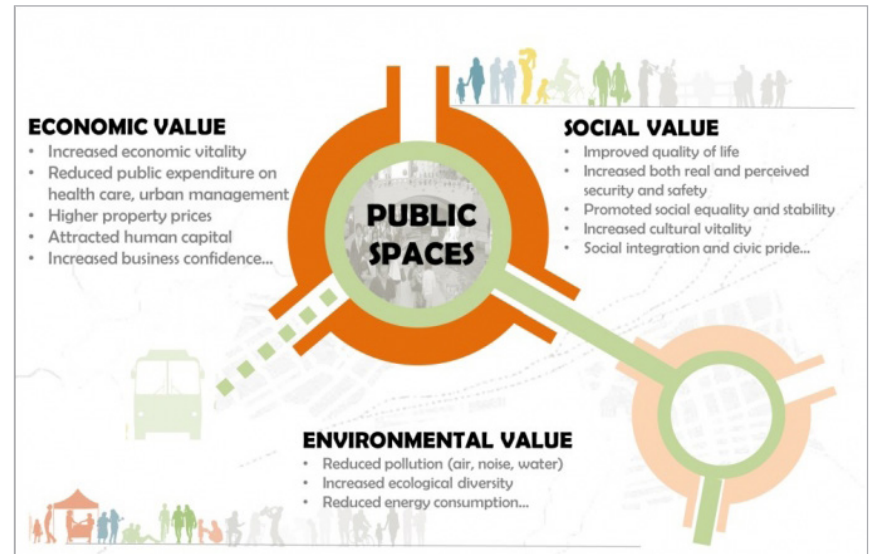 ECONOMIC VALUE
• Increased economic vitality
• Reduced public expenditure on
health care, urban management
• Higher property prices
• Attracted human capital
• Increased business confidence...
PUBLIC
SPACES
SOCIAL VALUE
• Improved quality of life
• Increased both real and perceived
security and safety
• Promoted social equality and stability
• Increased cultural vitality
• Social integration and civic pride...
ENVIRONMENTAL VALUE
• Reduced pollution (air, noise, water)
• Increased ecological diversity
• Reduced energy consumption...